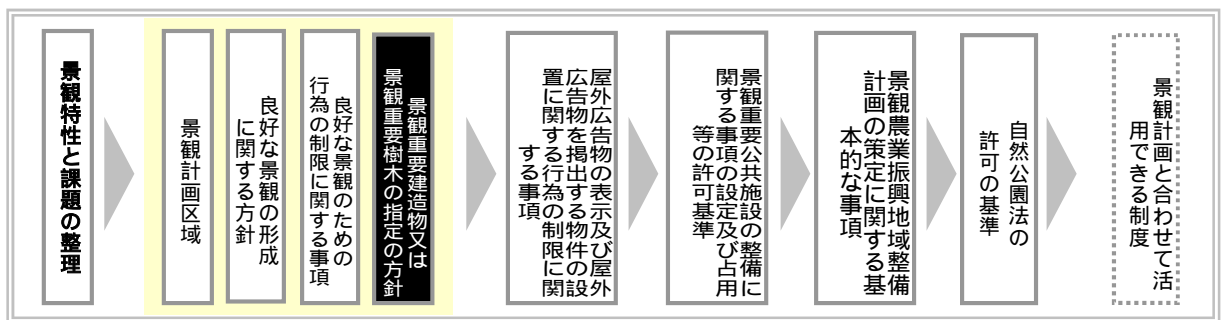 景観特性と課題の整理
景観計画区域
良好な景観の形成
に関する方針
良好な景観のための
行為の制限に関する事項
景観重要建造物又は
景観重要樹木の指定の方針
屋外広告物の表示及び屋外
広告物を掲出する物件の設
置に関する行為の制限に関
する事項
景観重要公共施設の整備に
関する事項の設定及び占用
等の許可基準
景観農業振興地域整備
計画の策定に関する基
本的な事項
自然公園法の
許可の基準
景観計画と合わせて活
用できる制度